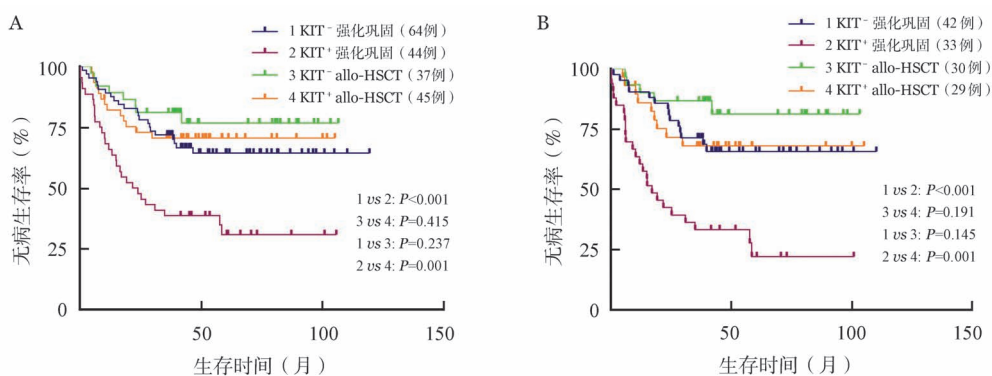 A
1 KIT⁻ 强化巩固（64例）
2 KIT⁺ 强化巩固（44例）
3 KIT⁻ allo-HSCT（37例）
4 KIT⁺ allo-HSCT（45例）
100
75
50
25
0
无病生存率（%）
1 vs 2: P<0.001
3 vs 4: P=0.415
1 vs 3: P=0.237
2 vs 4: P=0.001
50
100
150
生存时间（月）
B
1 KIT⁻ 强化巩固（42例）
2 KIT⁺ 强化巩固（33例）
3 KIT⁻ allo-HSCT（30例）
4 KIT⁺ allo-HSCT（29例）
100
75
50
25
0
无病生存率（%）
1 vs 2: P<0.001
3 vs 4: P=0.191
1 vs 3: P=0.145
2 vs 4: P=0.001
50
100
150
生存时间（月）